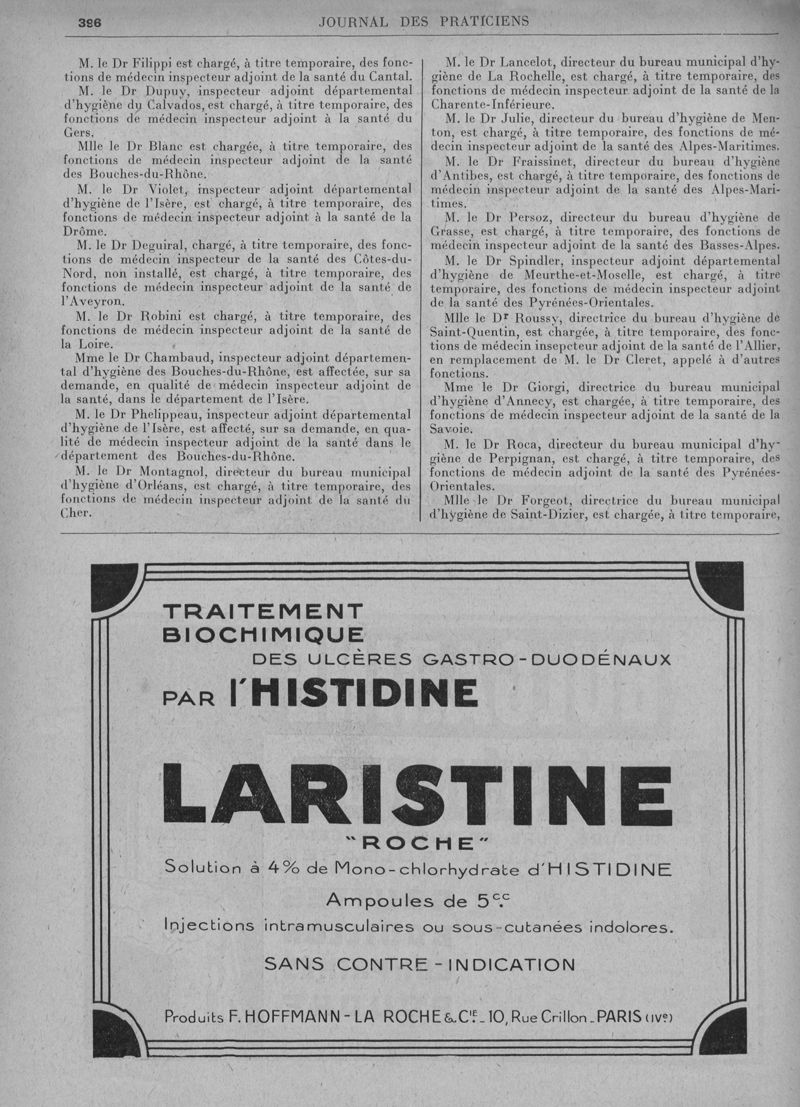 386
JOURNAL DES PRATICIENS
M. le Dr Filippi est chargé, à titre temporaire, des fonc-
tions de médecin inspecteur adjoint de la santé du Cantal.
M. le Dr Dupuy, inspecteur adjoint départemental
d'hygiène du Calvados, est chargé, à titre temporaire, des
fonctions de médecin inspecteur adjoint à la santé du
Gers.
Mlle le Dr Blanc est chargée, à titre temporaire, des
fonctions de médecin inspecteur adjoint de la santé
des Bouches-du-Rhône.
M. le Dr Violet, inspecteur adjoint départemental
d'hygiène de l'Isère, est chargé, à titre temporaire, des
fonctions de médecin inspecteur adjoint à la santé de la
Drôme.
M. le Dr Deguiral, chargé, à titre temporaire, des fonc-
tions de médecin inspecteur de la santé des Côtes-du-
Nord, non installé, est chargé, à titre temporaire, des
fonctions de médecin inspecteur adjoint de la santé de
l'Aveyron.
M. le Dr Robini est chargé, à titre temporaire, des
fonctions de médecin inspecteur adjoint de la santé de
la Loire.
Mme le Dr Chambaud, inspecteur adjoint départemen-
tal d'hygiène des Bouches-du-Rhône, est affectée, sur sa
demande, en qualité de médecin inspecteur adjoint de
la santé, dans le département de l'Isère.
M. le Dr Phelippeau, inspecteur adjoint départemental
d'hygiène de l'Isère, est affecté, sur sa demande, en qua-
lité de médecin inspecteur adjoint de la santé dans le
département des Bouches-du-Rhône.
M. le Dr Montagnol, directeur du bureau municipal
d'hygiène d'Orléans, est chargé, à titre temporaire, des
fonctions de médecin inspecteur adjoint de la santé du
Cher.
M. le Dr Lancelot, directeur du bureau municipal d'hy-
giène de La Rochelle, est chargé, à titre temporaire, des
fonctions de médecin inspecteur adjoint de la santé de la
Charente-Inférieure.
M. le Dr Julie, directeur du bureau d'hygiène de Men-
ton, est chargé, à titre temporaire, des fonctions de mé-
decin inspecteur adjoint de la santé des Alpes-Maritimes.
M. le Dr Fraissinet, directeur du bureau d'hygiène
d'Antibes, est chargé, à titre temporaire, des fonctions de
médecin inspecteur adjoint de la santé des Alpes-Mari-
times.
M. le Dr Persoz, directeur du bureau d'hygiène de
Grasse, est chargé, à titre temporaire, des fonctions de
médecin inspecteur adjoint de la santé des Basses-Alpes.
M. le Dr Spindler, inspecteur adjoint départemental
d'hygiène de Meurthe-et-Moselle, est chargé, à titre
temporaire, des fonctions de médecin inspecteur adjoint
de la santé des Pyrénées-Orientales.
Mlle le Dr Roussy, directrice du bureau d'hygiène de
Saint-Quentin, est chargée, à titre temporaire, des fonc-
tions de médecin insepcteur adjoint de la santé de l'Allier,
en remplacement de M. le Dr Cleret, appelé à d'autres
fonctions.
Mme le Dr Giorgi, directrice du bureau municipal
d'hygiène d'Annecy, est chargée, à titre temporaire, des
fonctions de médecin inspecteur adjoint de la santé de la
Savoie.
M. le Dr Roca, directeur du bureau municipal d'hy-
giène de Perpignan, est chargé, à titre temporaire, des
fonctions de médecin adjoint de la santé des Pyrénées-
Orientales.
Mlle le Dr Forgeot, directrice du bureau municipal
d'hygiène de Saint-Dizier, est chargée, à titre temporaire,
TRAITEMENT
BIOCHIMIQUE
DES ULCÈRES GASTRO-DUODÉNAUX
PAR l'HISTIDINE
LARISTINE
"ROCHE"
Solution à 4% de Mono-chlorhydrate d'HISTIDINE
Ampoules de 5cc.
Injections intramusculaires ou sous-cutanées indolores.
SANS CONTRE-INDICATION
Produits F. HOFFMANN-LA ROCHE & Cie_10, Rue Crillon_PARIS (IVe)